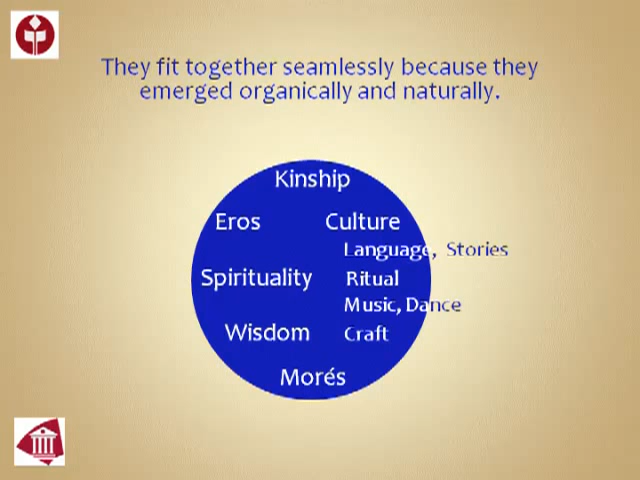 They fit together seamlessly because they
emerged organically and naturally.
Kinship
Eros
Culture
Language, Stories
Spirituality
Ritual
Music, Dance
Wisdom
Craft
Morés